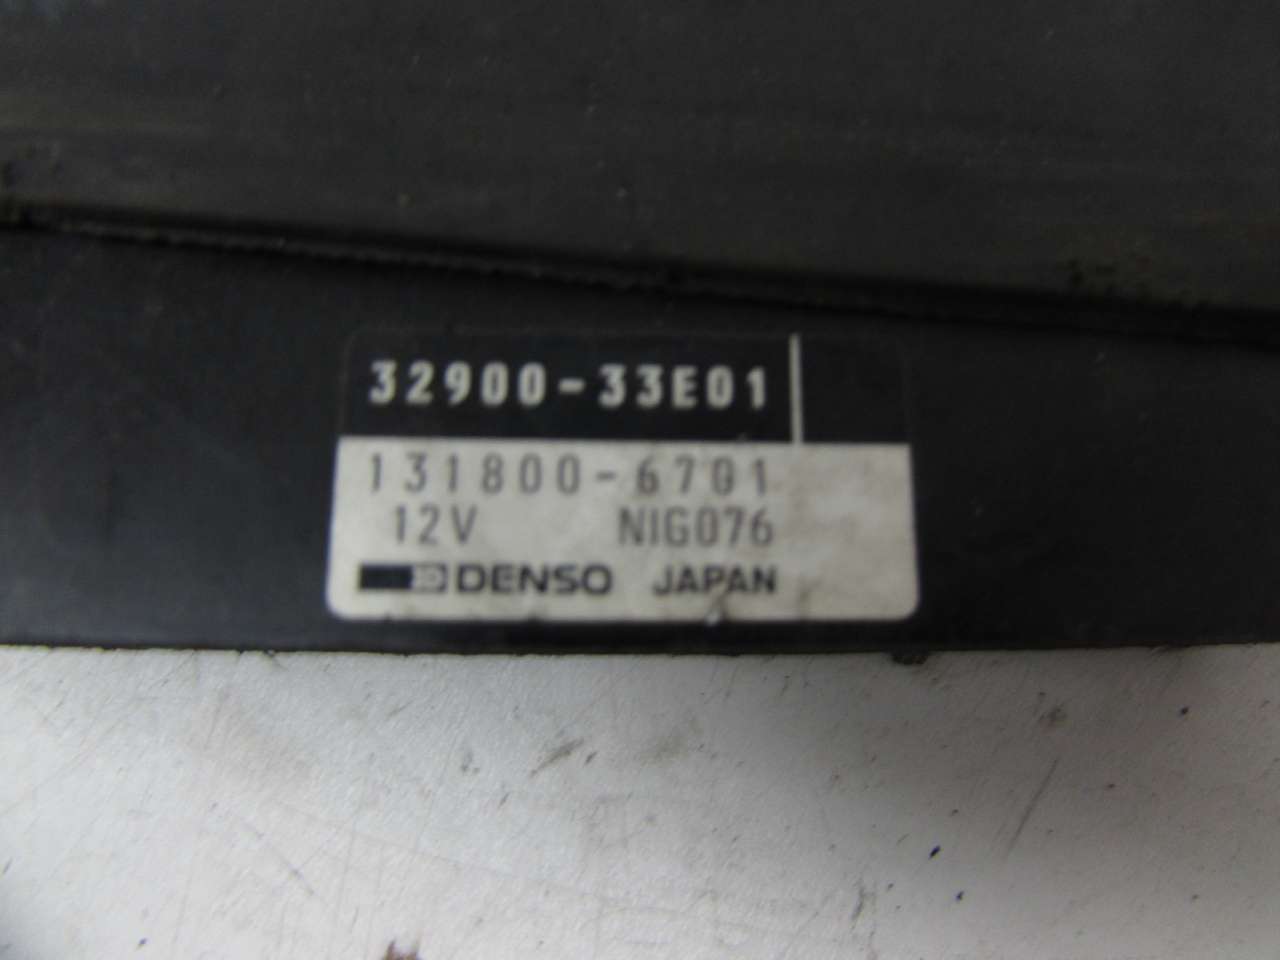 32900-33E01
131800-6701
12V NIG076
DENSO JAPAN